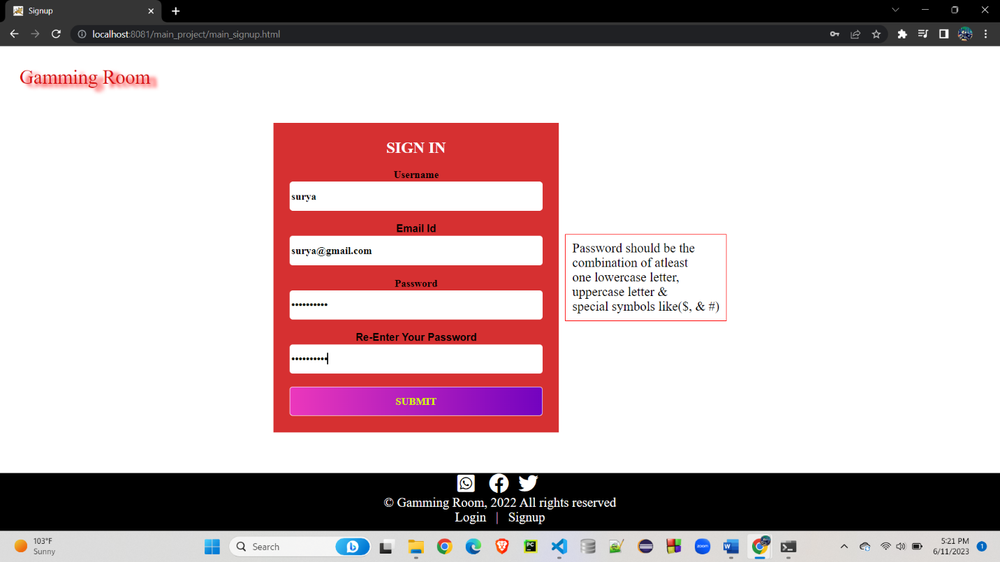 Signup
localhost:8081/main_project/main_signup.html
Gamming Room
SIGN IN
Username
surya
Email Id
surya@gmail.com
Password
••••••••••
Password should be the
combination of atleast
one lowercase letter,
uppercase letter &
special symbols like($, & #)
Re-Enter Your Password
••••••••••
SUBMIT
© Gamming Room, 2022 All rights reserved
Login | Signup
103°F
Sunny
Search
PC
zoom
W
5:21 PM
6/11/2023
1